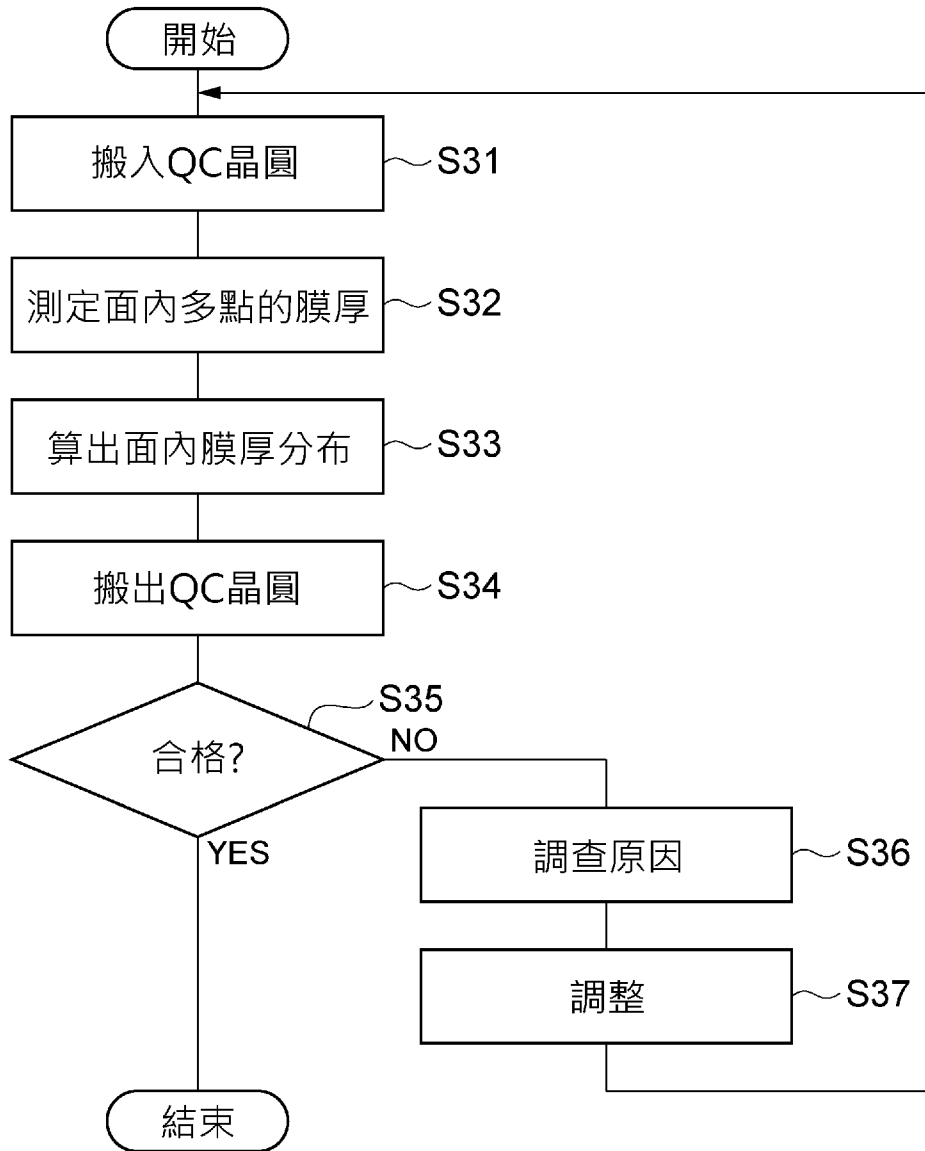 開始
搬入QC晶圓
S31
測定面內多點的膜厚
S32
算出面內膜厚分布
S33
搬出QC晶圓
S34
合格?
S35
NO
YES
調查原因
S36
調整
S37
結束